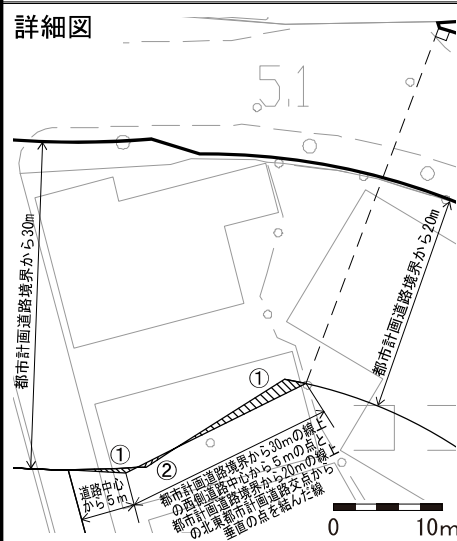 詳細図
5.1
都市計画道路境界から30m
都市計画道路境界から20m
①
①
②
道路中心
から5m
都市計画道路境界から30mの線上
の西側道路中心から5mの点と
都市計画道路境界から20mの線上
の北東都市計画道路交点から
垂直の点を結んだ線
0 10m